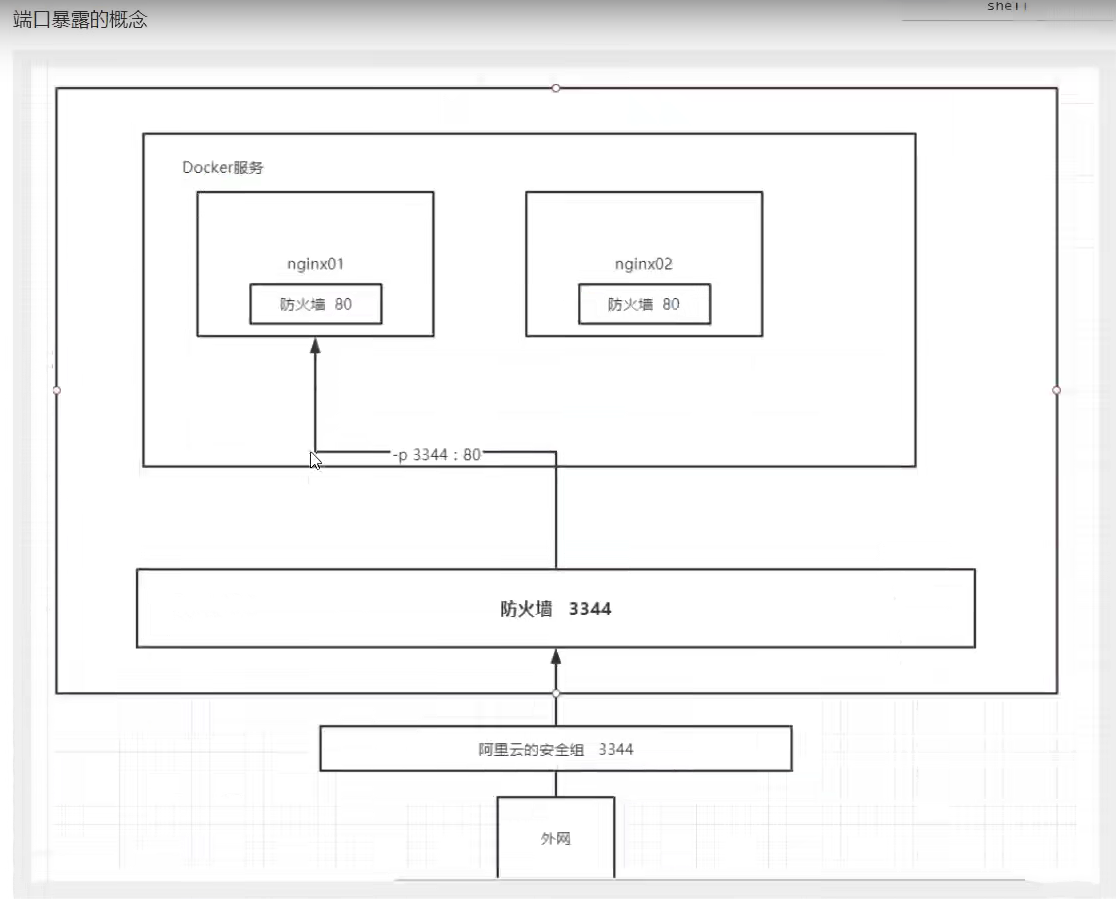 端口暴露的概念
shell
Docker服务
nginx01
防火墙 80
nginx02
防火墙 80
-p 3344：80
防火墙 3344
阿里云的安全组 3344
外网